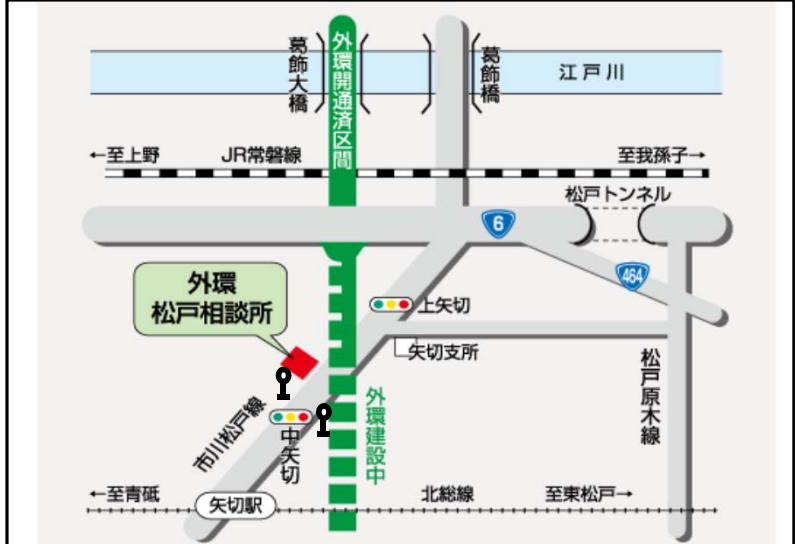 外環開通済区間
葛飾大橋
葛飾橋
江戸川
←至上野
JR常磐線
至我孫子→
松戸トンネル
6
464
外環
松戸相談所
上矢切
矢切支所
松戸原木線
市川松戸線
中矢切
外環建設中
←至青砥
矢切駅
北総線
至東松戸→